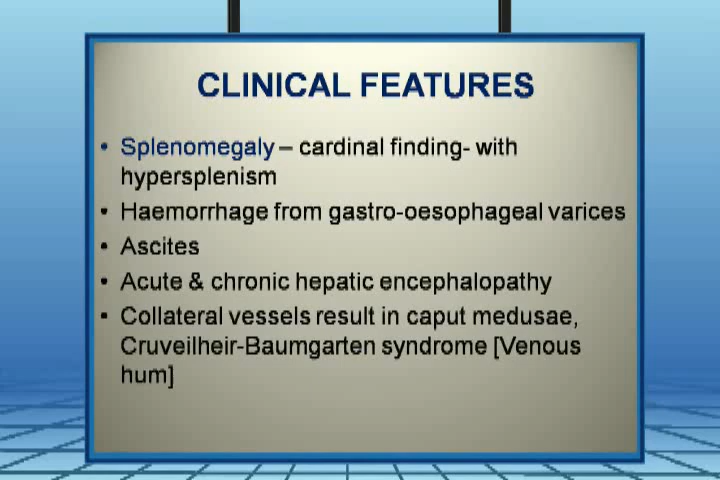 CLINICAL FEATURES
• Splenomegaly – cardinal finding- with
hypersplenism
• Haemorrhage from gastro-oesophageal varices
• Ascites
• Acute & chronic hepatic encephalopathy
• Collateral vessels result in caput medusae,
Cruveilheir-Baumgarten syndrome [Venous
hum]